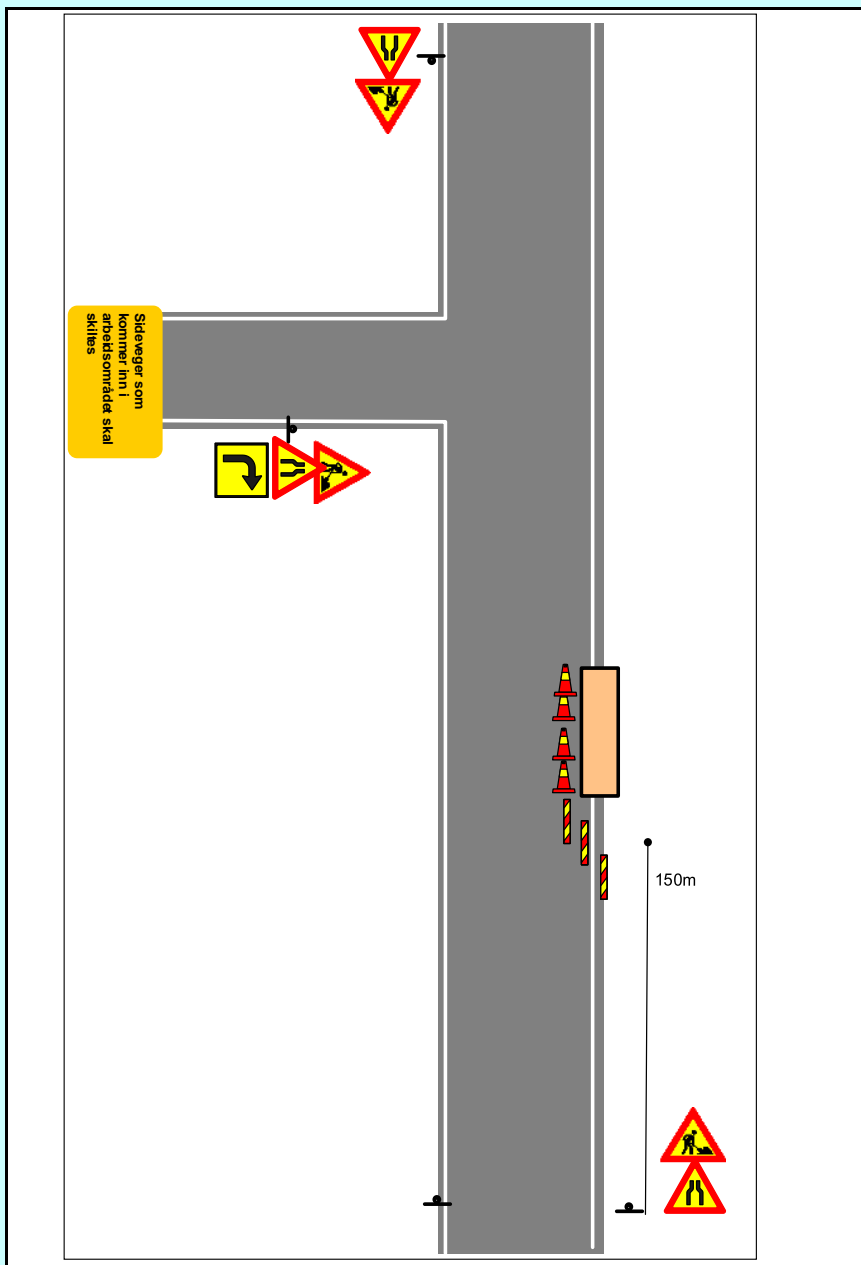 Sideveger som
kommer inn i
arbeidsområdet skal
skiltes
150m